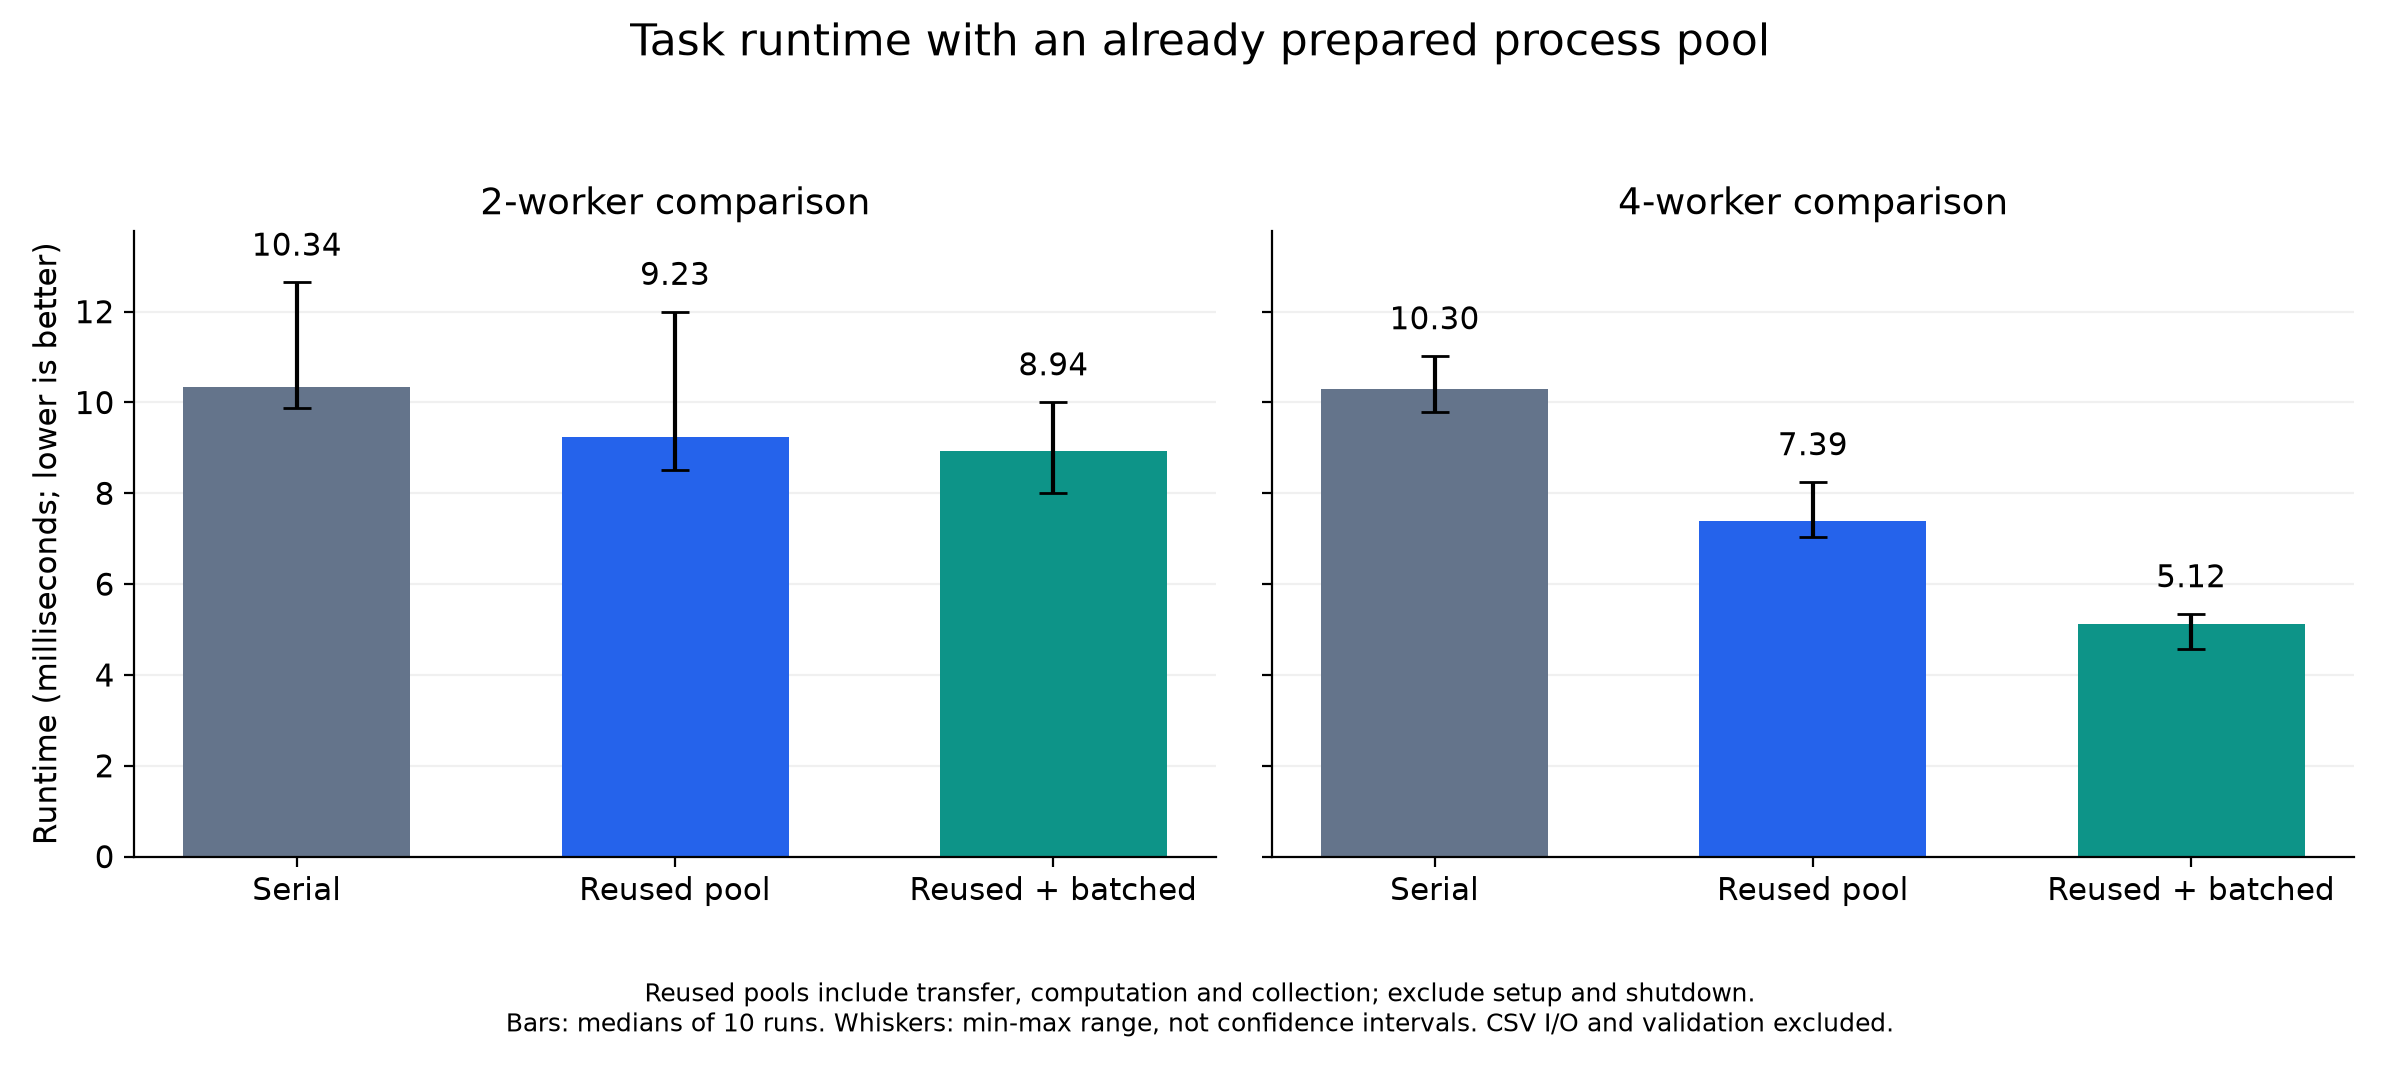 Task runtime with an already prepared process pool
2-worker comparison
Runtime (milliseconds; lower is better)
12
10
8
6
4
2
0
10.34
9.23
8.94
Serial
Reused pool
Reused + batched
4-worker comparison
10.30
7.39
5.12
Serial
Reused pool
Reused + batched
Reused pools include transfer, computation and collection; exclude setup and shutdown.
Bars: medians of 10 runs. Whiskers: min-max range, not confidence intervals. CSV I/O and validation excluded.